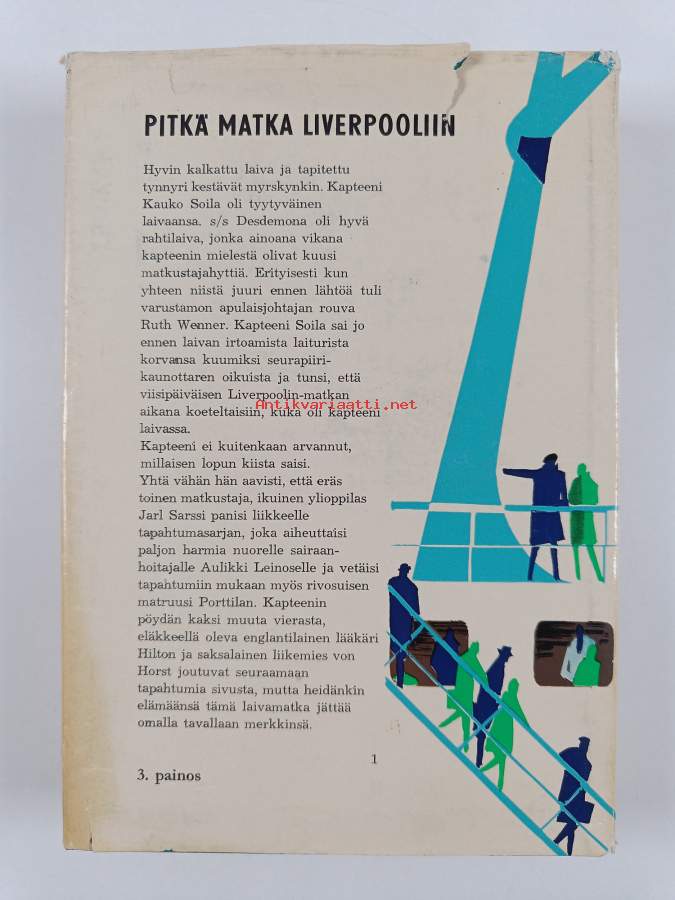 PITKÄ MATKA LIVERPOOLIIN
Hyvin kalkattu laiva ja tapitettu
tynnyri kestävät myrskynkin. Kapteeni
Kauko Soila oli tyytyväinen
laivaansa. s/s Desdemona oli hyvä
rahtilaiva, jonka ainoana vikana
kapteenin mielestä olivat kuusi
matkustajahyttiä. Erityisesti kun
yhteen niistä juuri ennen lähtöä tuli
varustamon apulaisjohtajan rouva
Ruth Wenner. Kapteeni Soila sai jo
ennen laivan irtoamista laiturista
korvansa kuumiksi seurapiiri-
kaunottaren oikuista ja tunsi, että
viisipäiväisen Liverpoolin-matkan
Antikvariaatti.net
aikana koeteltaisiin, kuka oli kapteeni
laivassa.
Kapteeni ei kuitenkaan arvannut,
millaisen lopun kiista saisi.
Yhtä vähän hän aavisti, että eräs
toinen matkustaja, ikuinen ylioppilas
Jarl Sarssi panisi liikkeelle
tapahtumasarjan, joka aiheuttaisi
paljon harmia nuorelle sairaan-
hoitajalle Aulikki Leinoselle ja vetäisi
tapahtumiin mukaan myös rivosuisen
matruusi Porttilan. Kapteenin
pöydän kaksi muuta vierasta,
eläkkeellä oleva englantilainen lääkäri
Hilton ja saksalainen liikemies von
Horst joutuvat seuraamaan
tapahtumia sivusta, mutta heidänkin
elämäänsä tämä laivamatka jättää
omalla tavallaan merkkinsä.
1
3. painos